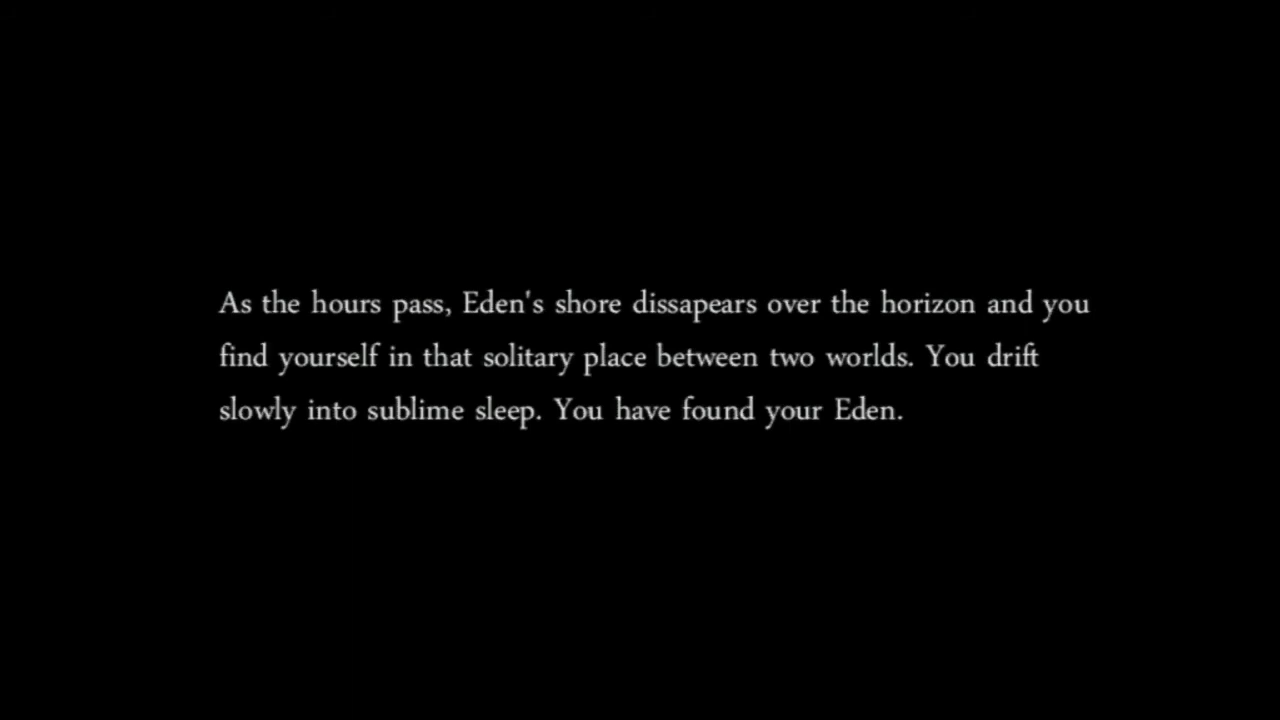 As the hours pass, Eden's shore dissapears over the horizon and you
find yourself in that solitary place between two worlds. You drift
slowly into sublime sleep. You have found your Eden.